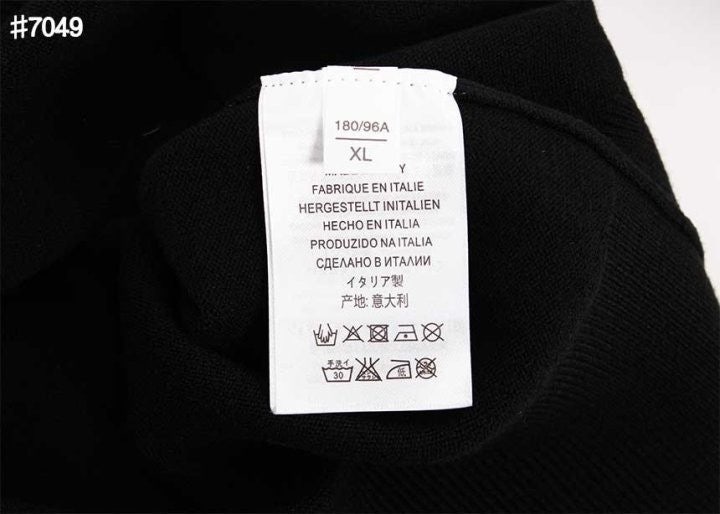 #7049
180/96A
XL
FABRIQUE EN ITALIE
HERGESTELLT INITALIEN
HECHO EN ITALIA
PRODUZIDO NA ITALIA
СДЕЛАНО В ИТАЛИИ
イタリア製
产地: 意大利
手洗イ
30
低